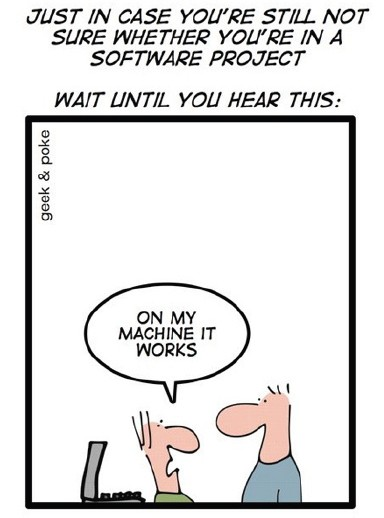 JUST IN CASE YOU'RE STILL NOT
SURE WHETHER YOU'RE IN A
SOFTWARE PROJECT
WAIT UNTIL YOU HEAR THIS:
geek & poke
ON MY
MACHINE IT
WORKS